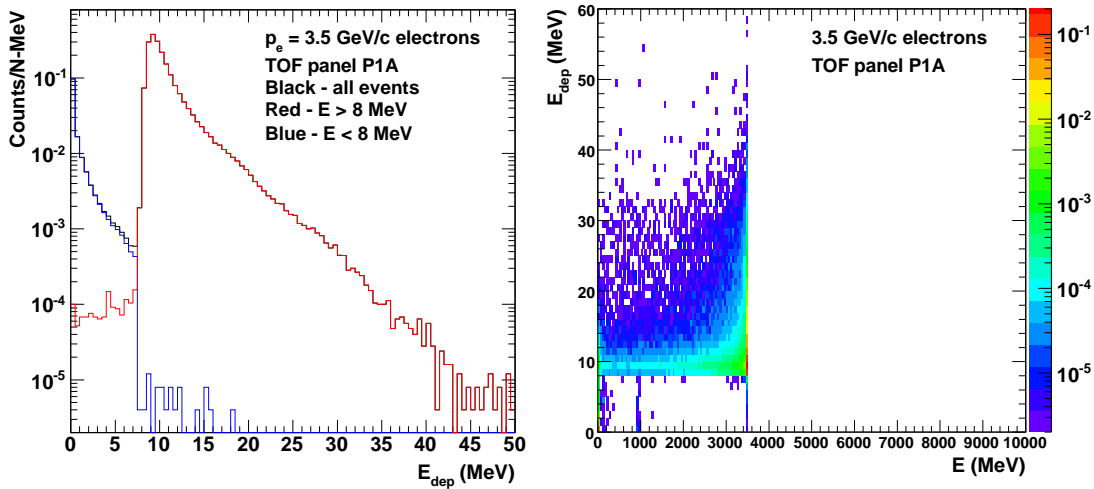 Counts/N-MeV
10^-1
10^-2
10^-3
10^-4
10^-5
p_e = 3.5 GeV/c electrons
TOF panel P1A
Black - all events
Red - E > 8 MeV
Blue - E < 8 MeV
0 5 10 15 20 25 30 35 40 45 50
E_dep (MeV)
E_dep (MeV)
60
50
40
30
20
10
0
3.5 GeV/c electrons
TOF panel P1A
0 1000 2000 3000 4000 5000 6000 7000 8000 9000 10000
E (MeV)
10^-1
10^-2
10^-3
10^-4
10^-5